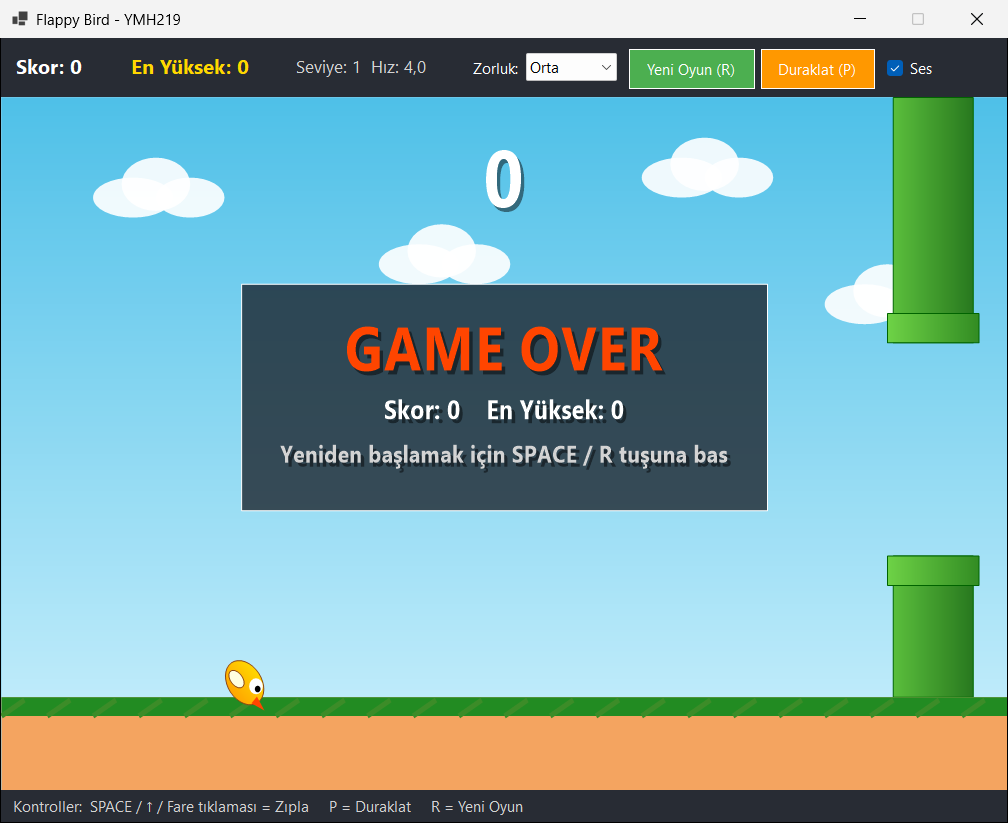 Flappy Bird - YMH219
Skor: 0 En Yüksek: 0 Seviye: 1 Hız: 4,0 Zorluk: Orta Yeni Oyun (R) Duraklat (P) Ses
0
GAME OVER
Skor: 0 En Yüksek: 0
Yeniden başlamak için SPACE / R tuşuna bas
Kontroller: SPACE / ↑ / Fare tıklaması = Zıpla P = Duraklat R = Yeni Oyun